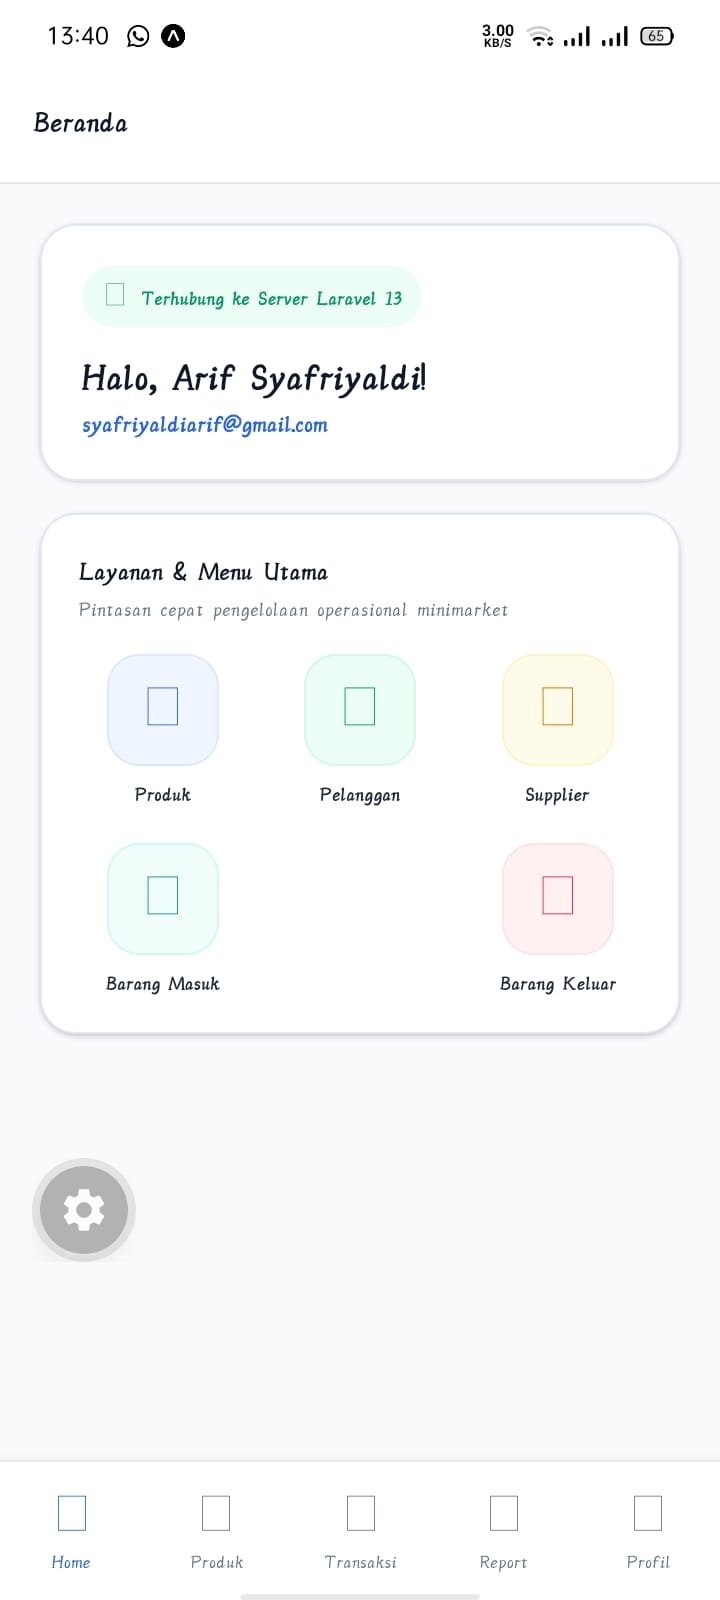 13:40
3.00
KB/S
65
Beranda
Terhubung ke Server Laravel 13
Halo, Arif Syafriyaldi!
syafriyaldiarif@gmail.com
Layanan & Menu Utama
Pintasan cepat pengelolaan operasional minimarket
Produk Pelanggan Supplier
Barang Masuk Barang Keluar
Home Produk Transaksi Report Profil